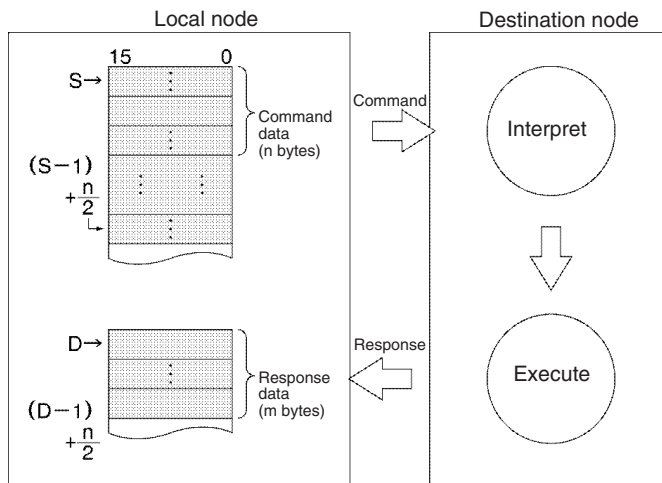 Local node
Destination node
15 0
S→
Command
data
(n bytes)
(S−1)
+ n/2
Command
Interpret
D→
Response
data
(m bytes)
(D−1)
+ n/2
Response
Execute